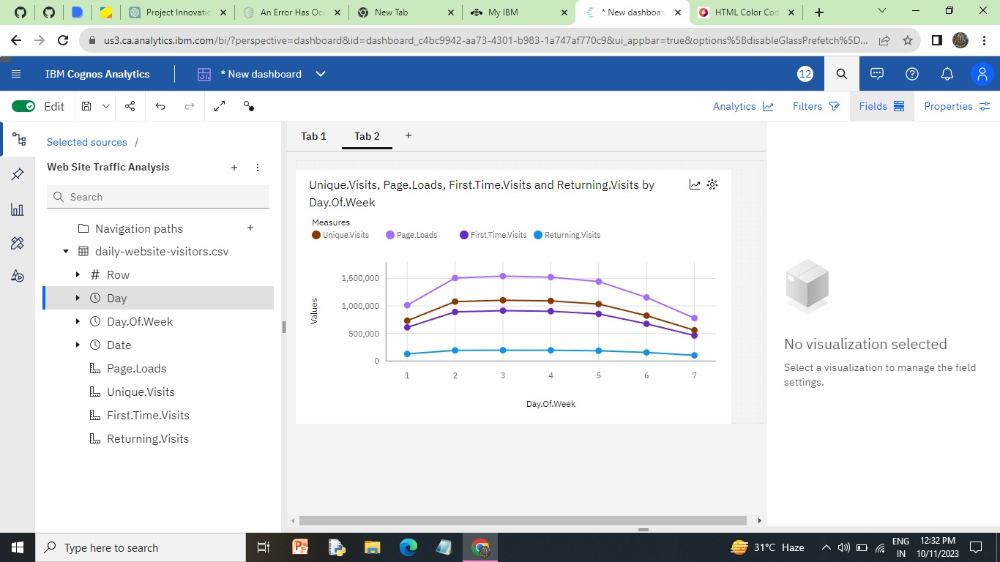 Project Innovatic
An Error Has Occ
New Tab
My IBM
* New dashboar
HTML Color Coc
us3.ca.analytics.ibm.com/bi/?perspective=dashboard&id=dashboard_c4bc9942-aa73-4301-b983-1a747af770c9&ui_appbar=true&options%5BdisableGlassPrefetch%5D...
IBM Cognos Analytics
* New dashboard
12
Edit
Analytics
Filters
Fields
Properties
Selected sources /
Web Site Traffic Analysis
Search
Navigation paths
daily-website-visitors.csv
# Row
Day
Day.Of.Week
Date
Page.Loads
Unique.Visits
First.Time.Visits
Returning.Visits
Tab 1
Tab 2
Unique.Visits, Page.Loads, First.Time.Visits and Returning.Visits by
Day.Of.Week
Measures
Unique.Visits
Page.Loads
First.Time.Visits
Returning.Visits
Values
1,500,000
1,000,000
500,000
0
1 2 3 4 5 6 7
Day.Of.Week
No visualization selected
Select a visualization to manage the field
settings.
Type here to search
31°C Haze
ENG
IN
12:32 PM
10/11/2023